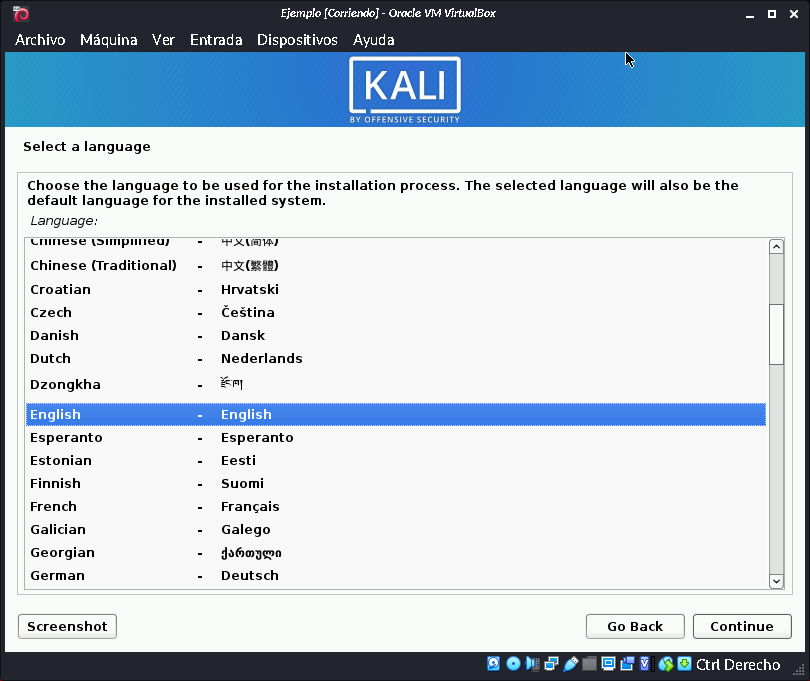 Ejemplo [Corriendo] - Oracle VM VirtualBox
Archivo Máquina Ver Entrada Dispositivos Ayuda
KALI
BY OFFENSIVE SECURITY
Select a language
Choose the language to be used for the installation process. The selected language will also be the
default language for the installed system.
Language:
Chinese (Simplified) - 中文(简体)
Chinese (Traditional) - 中文(繁體)
Croatian - Hrvatski
Czech - Čeština
Danish - Dansk
Dutch - Nederlands
Dzongkha - རྫོང་ཁ།
English - English
Esperanto - Esperanto
Estonian - Eesti
Finnish - Suomi
French - Français
Galician - Galego
Georgian - ქართული
German - Deutsch
Screenshot Go Back Continue
Ctrl Derecho